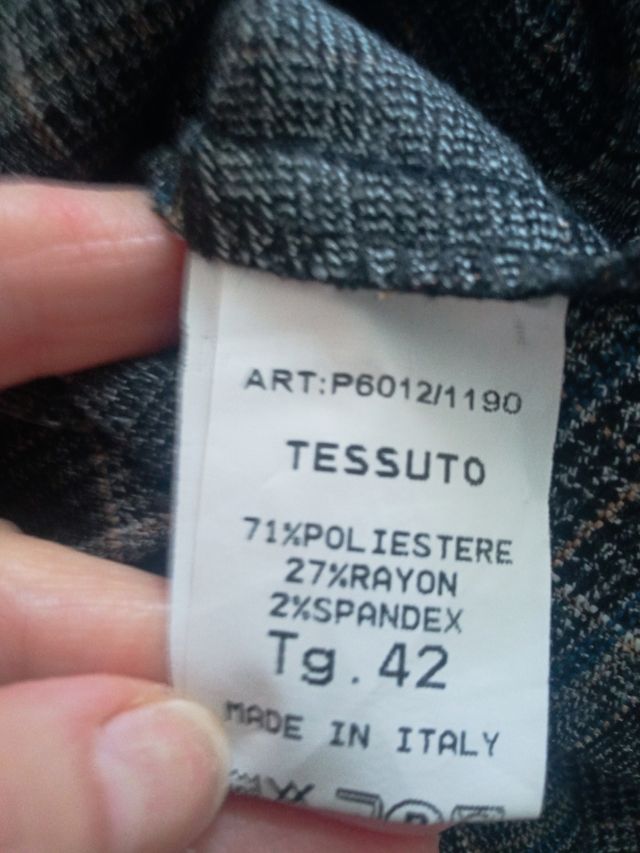 ART:P6012/1190
TESSUTO
71%POLIESTERE
27%RAYON
2%SPANDEX
Tg.42
MADE IN ITALY